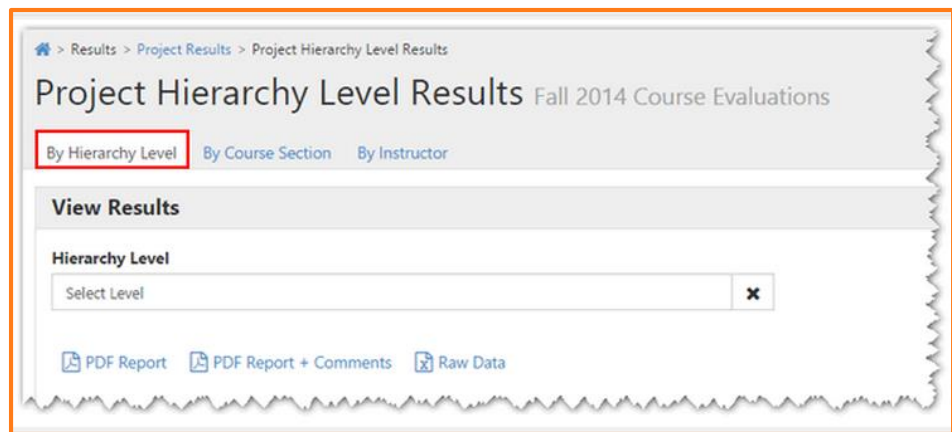 > Results > Project Results > Project Hierarchy Level Results
Project Hierarchy Level Results Fall 2014 Course Evaluations
By Hierarchy Level By Course Section By Instructor
View Results
Hierarchy Level
Select Level
PDF Report PDF Report + Comments Raw Data